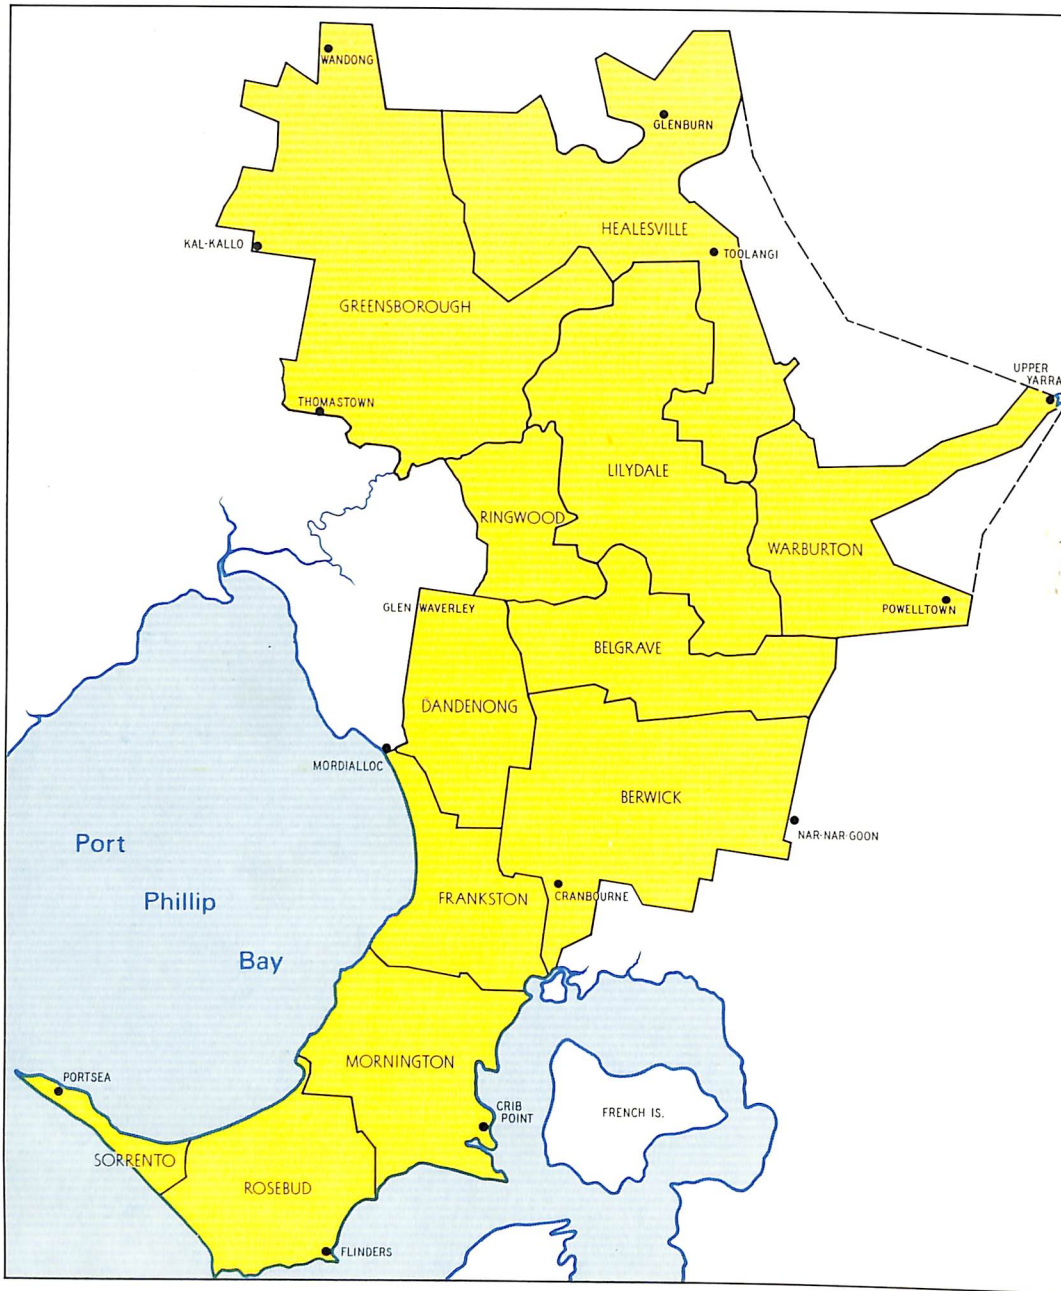 WANDONG
GLENBURN
HEALESVILLE
KAL-KALLO
TOOLANGI
GREENSBOROUGH
UPPER
YARRA
THOMASTOWN
LILYDALE
RINGWOOD
WARBURTON
GLEN WAVERLEY
POWELLTOWN
BELGRAVE
DANDENONG
MORDIALLOC
BERWICK
NAR-NAR-GOON
Port
Phillip
Bay
CRANBOURNE
FRANKSTON
MORNINGTON
PORTSEA
CRIB
POINT
FRENCH IS.
SORRENTO
ROSEBUD
FLINDERS